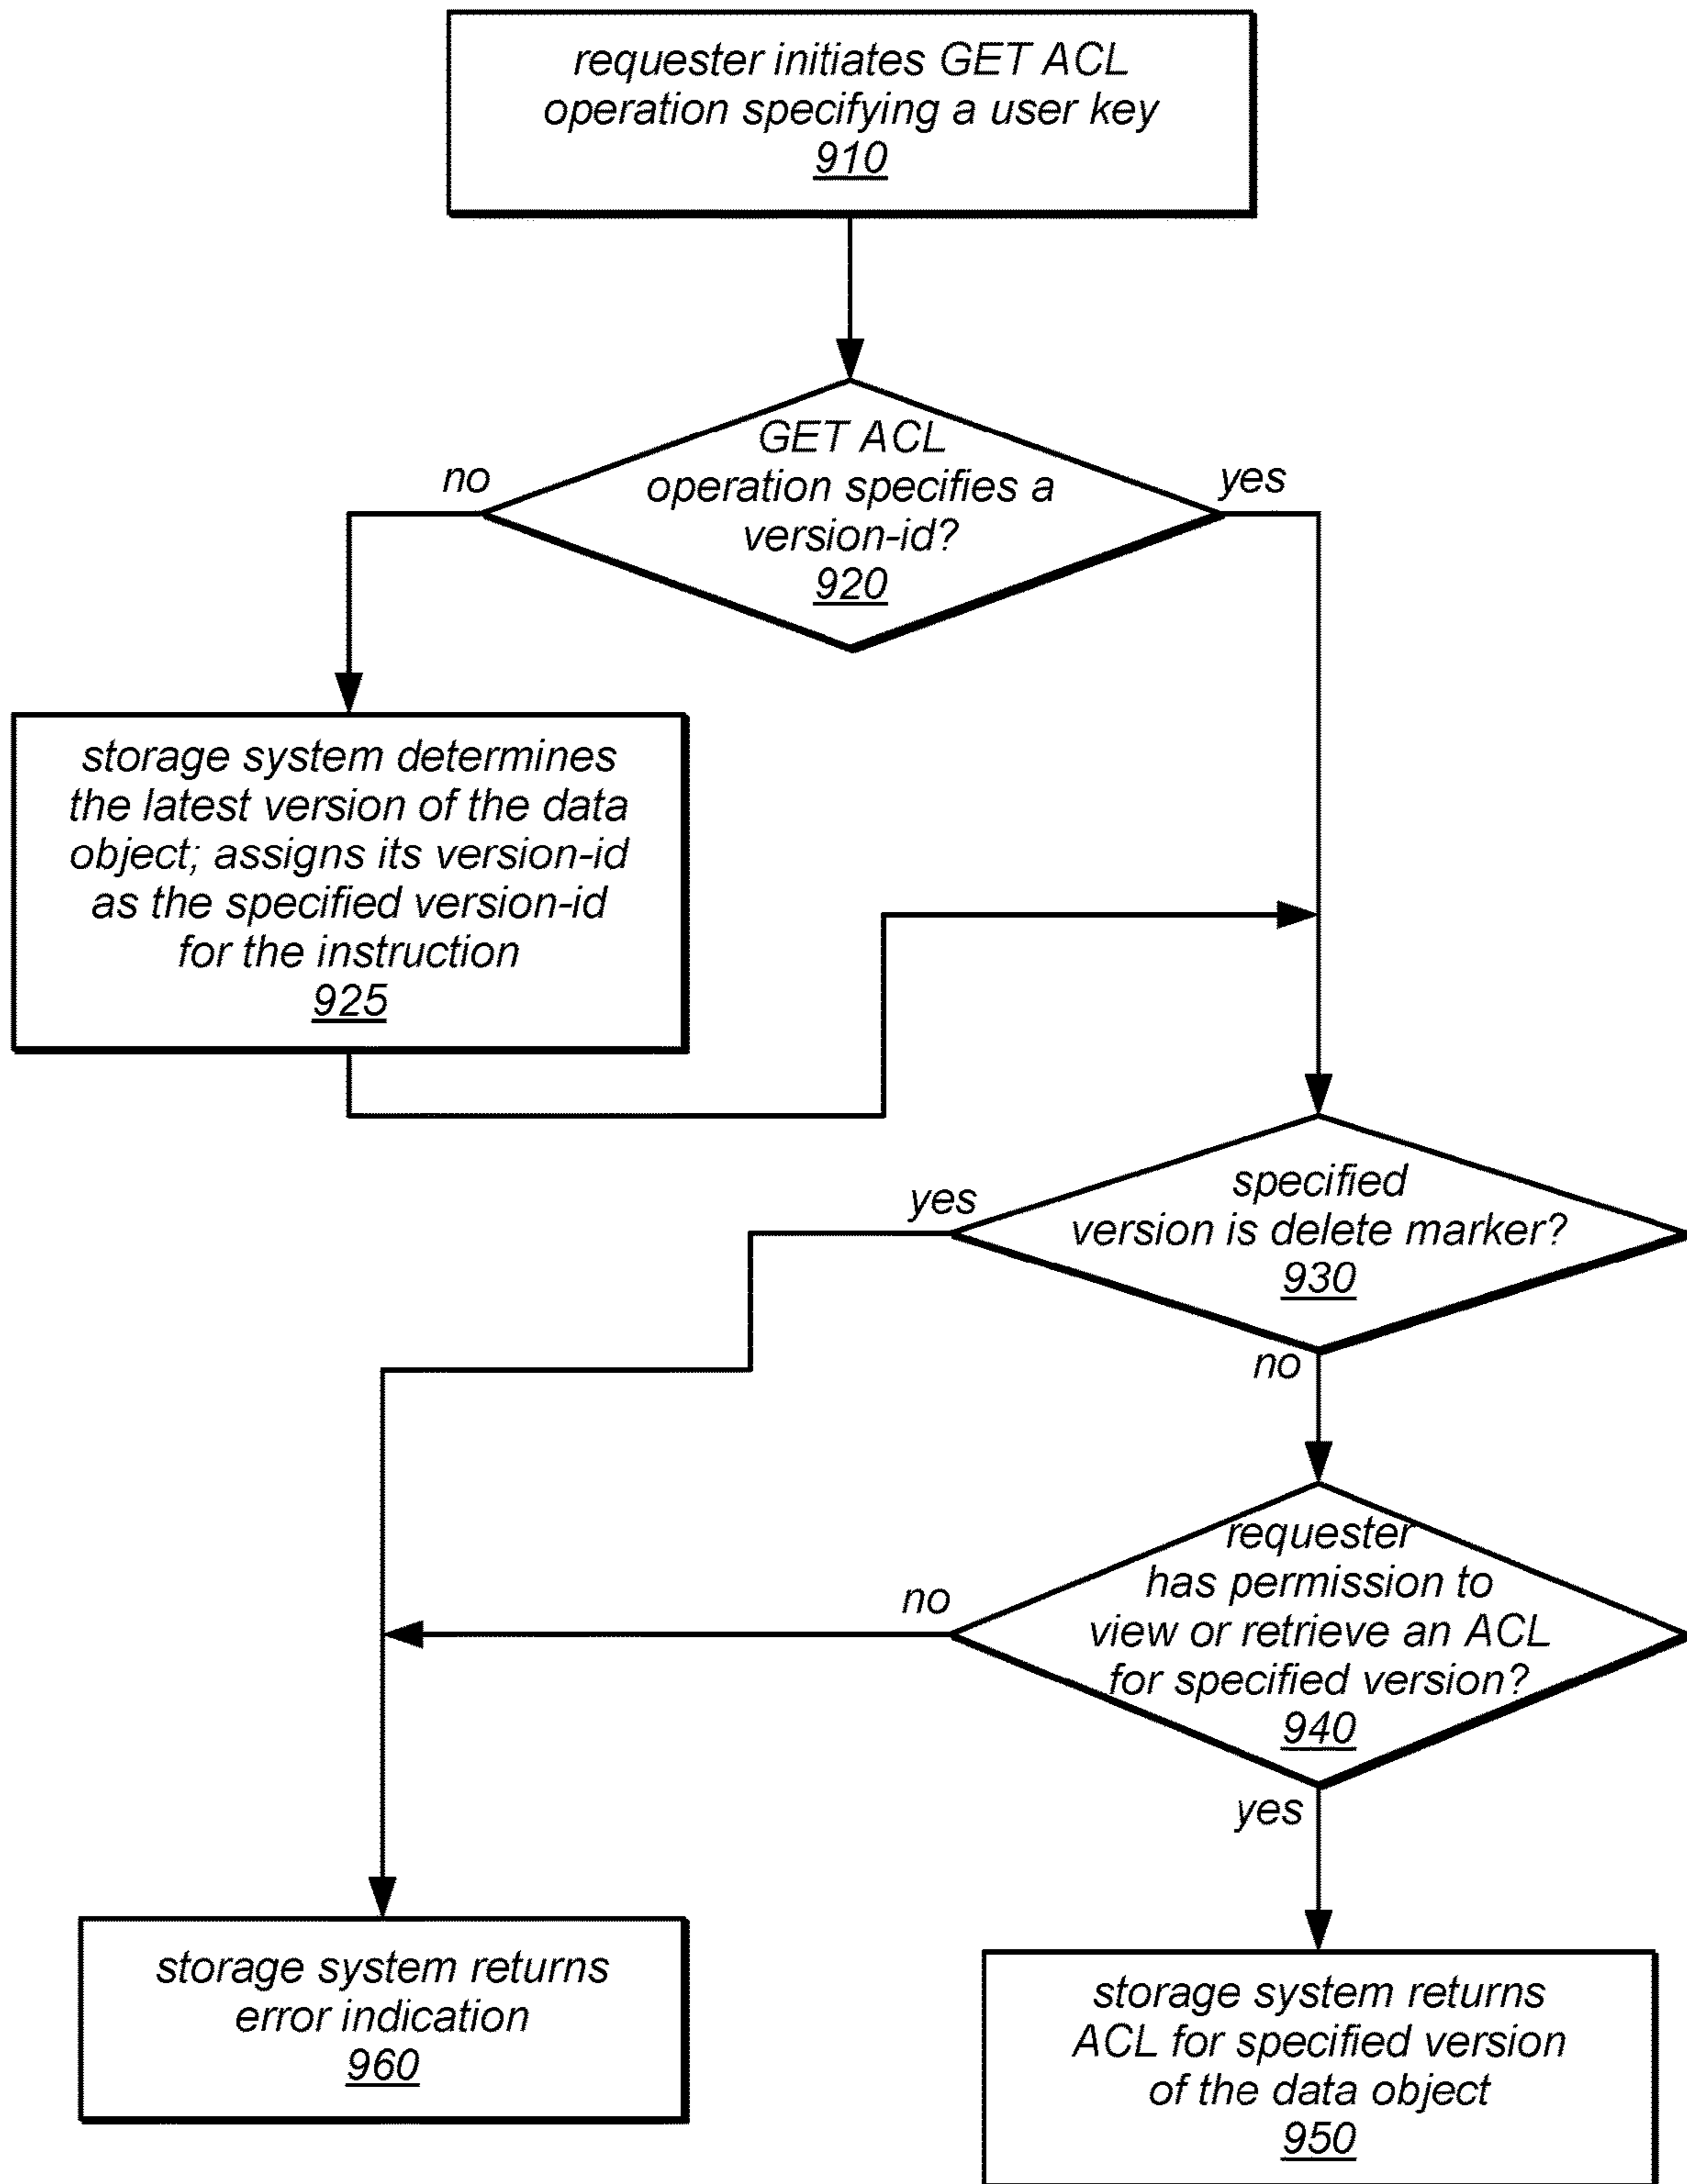 requester initiates GET ACL
operation specifying a user key
910
GET ACL
operation specifies a
version-id?
920
no
yes
storage system determines
the latest version of the data
object; assigns its version-id
as the specified version-id
for the instruction
925
specified
version is delete marker?
930
yes
no
requester
has permission to
view or retrieve an ACL
for specified version?
940
no
yes
storage system returns
error indication
960
storage system returns
ACL for specified version
of the data object
950